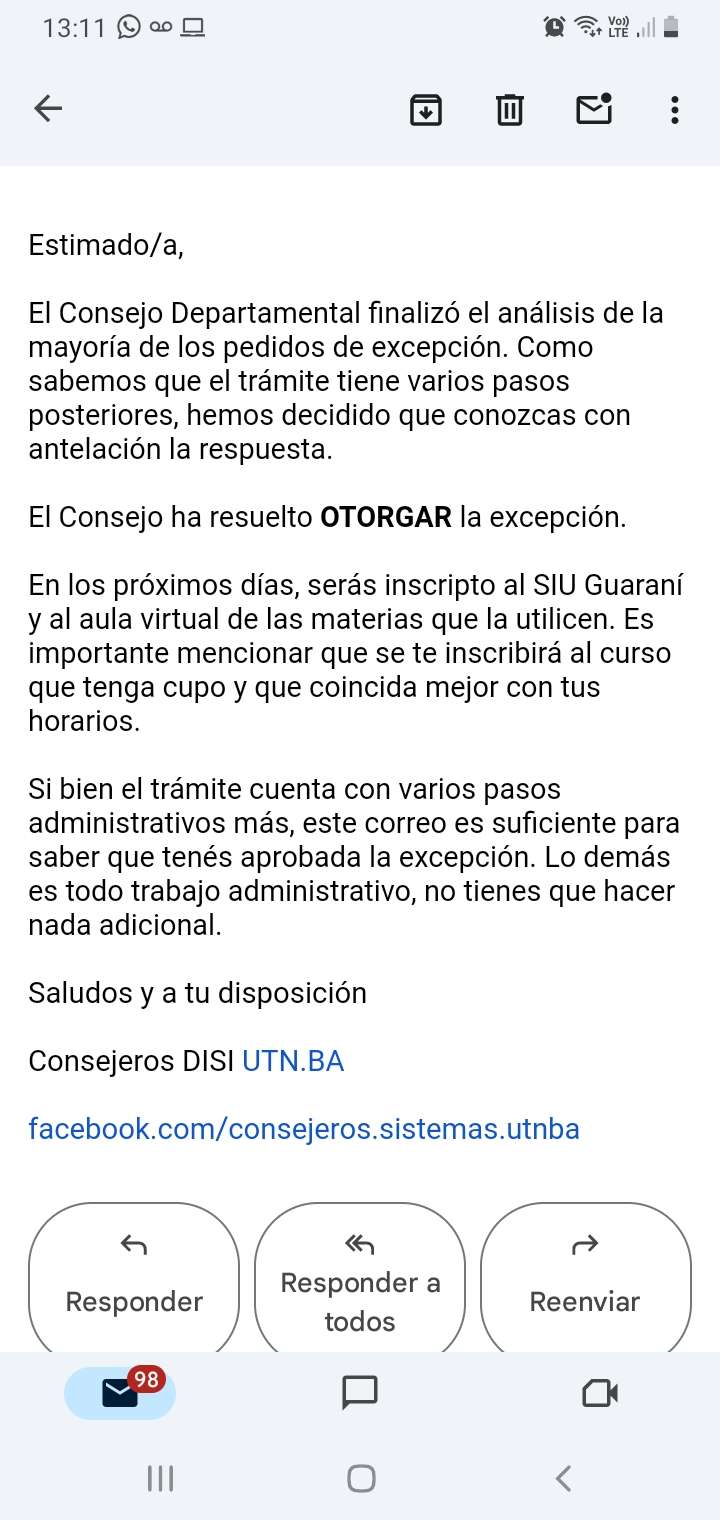 13:11
Vo))
LTE
Estimado/a,
El Consejo Departamental finalizó el análisis de la
mayoría de los pedidos de excepción. Como
sabemos que el trámite tiene varios pasos
posteriores, hemos decidido que conozcas con
antelación la respuesta.
El Consejo ha resuelto OTORGAR la excepción.
En los próximos días, serás inscripto al SIU Guaraní
y al aula virtual de las materias que la utilicen. Es
importante mencionar que se te inscribirá al curso
que tenga cupo y que coincida mejor con tus
horarios.
Si bien el trámite cuenta con varios pasos
administrativos más, este correo es suficiente para
saber que tenés aprobada la excepción. Lo demás
es todo trabajo administrativo, no tienes que hacer
nada adicional.
Saludos y a tu disposición
Consejeros DISI UTN.BA
facebook.com/consejeros.sistemas.utnba
Responder
Responder a
todos
Reenviar
98